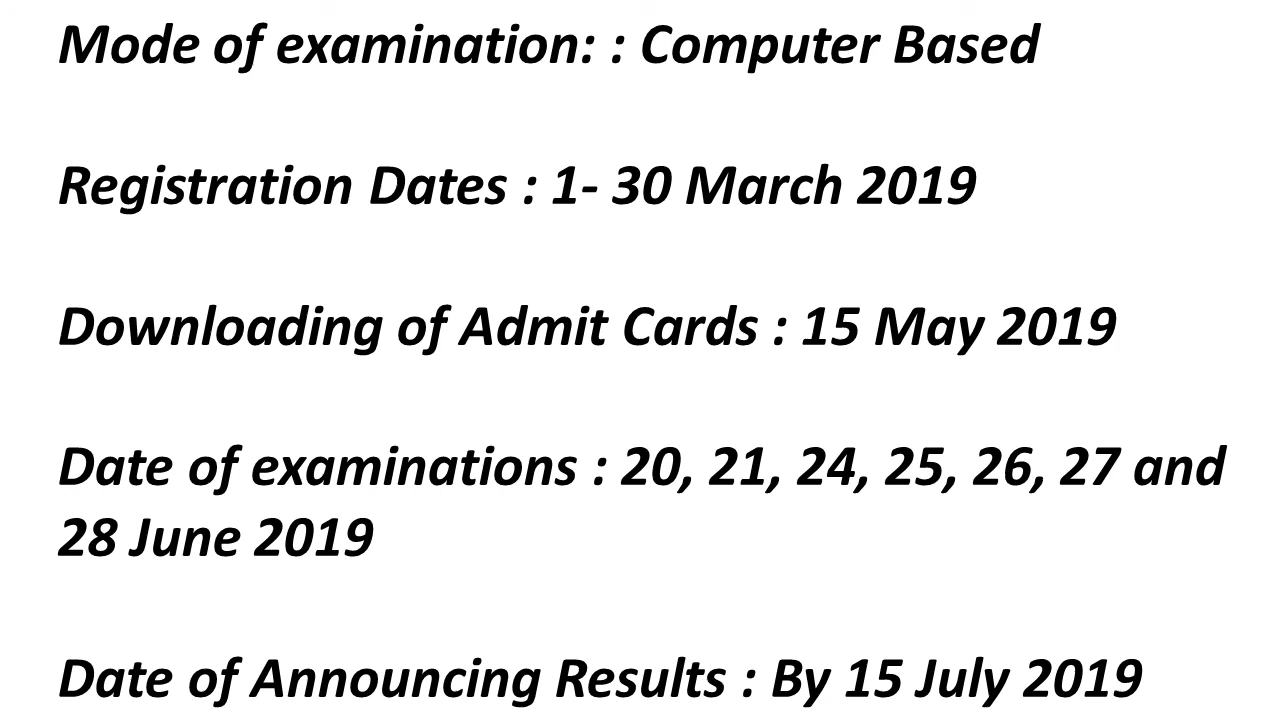 Mode of examination: : Computer Based
Registration Dates : 1- 30 March 2019
Downloading of Admit Cards : 15 May 2019
Date of examinations : 20, 21, 24, 25, 26, 27 and
28 June 2019
Date of Announcing Results : By 15 July 2019